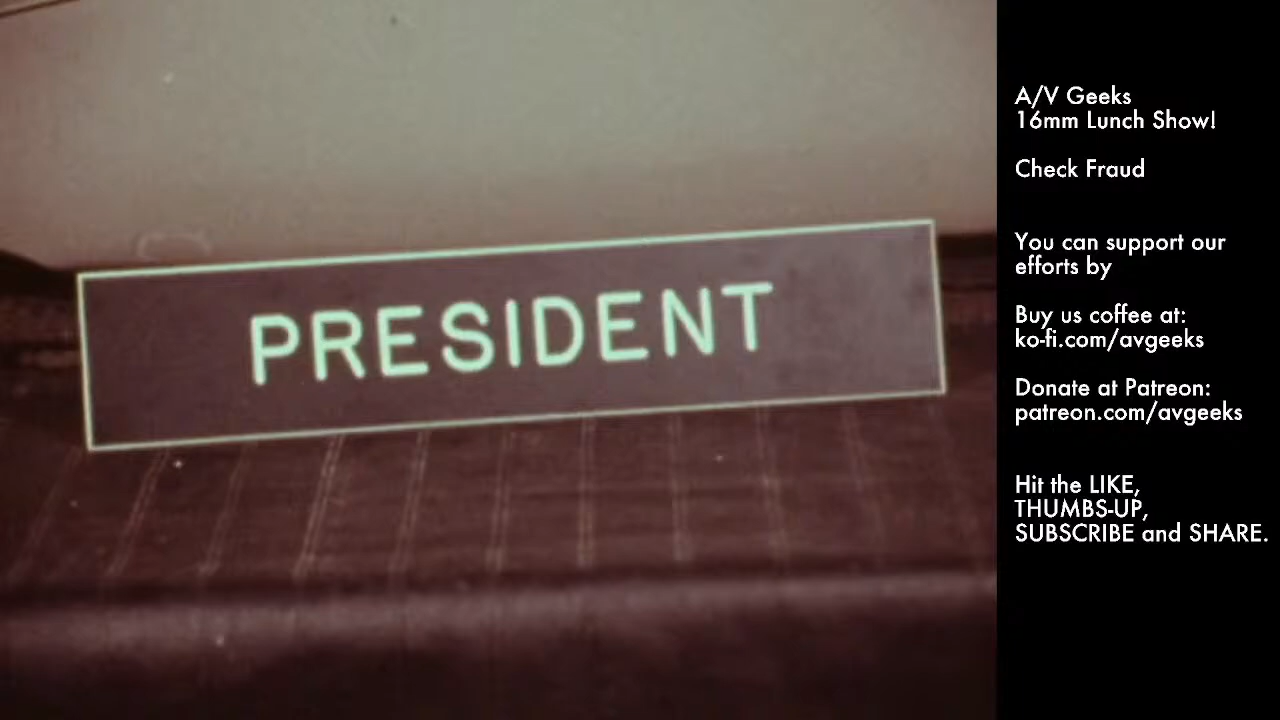 PRESIDENT
A/V Geeks
16mm Lunch Show!
Check Fraud
You can support our
efforts by
Buy us coffee at:
ko-fi.com/avgeeks
Donate at Patreon:
patreon.com/avgeeks
Hit the LIKE,
THUMBS-UP,
SUBSCRIBE and SHARE.